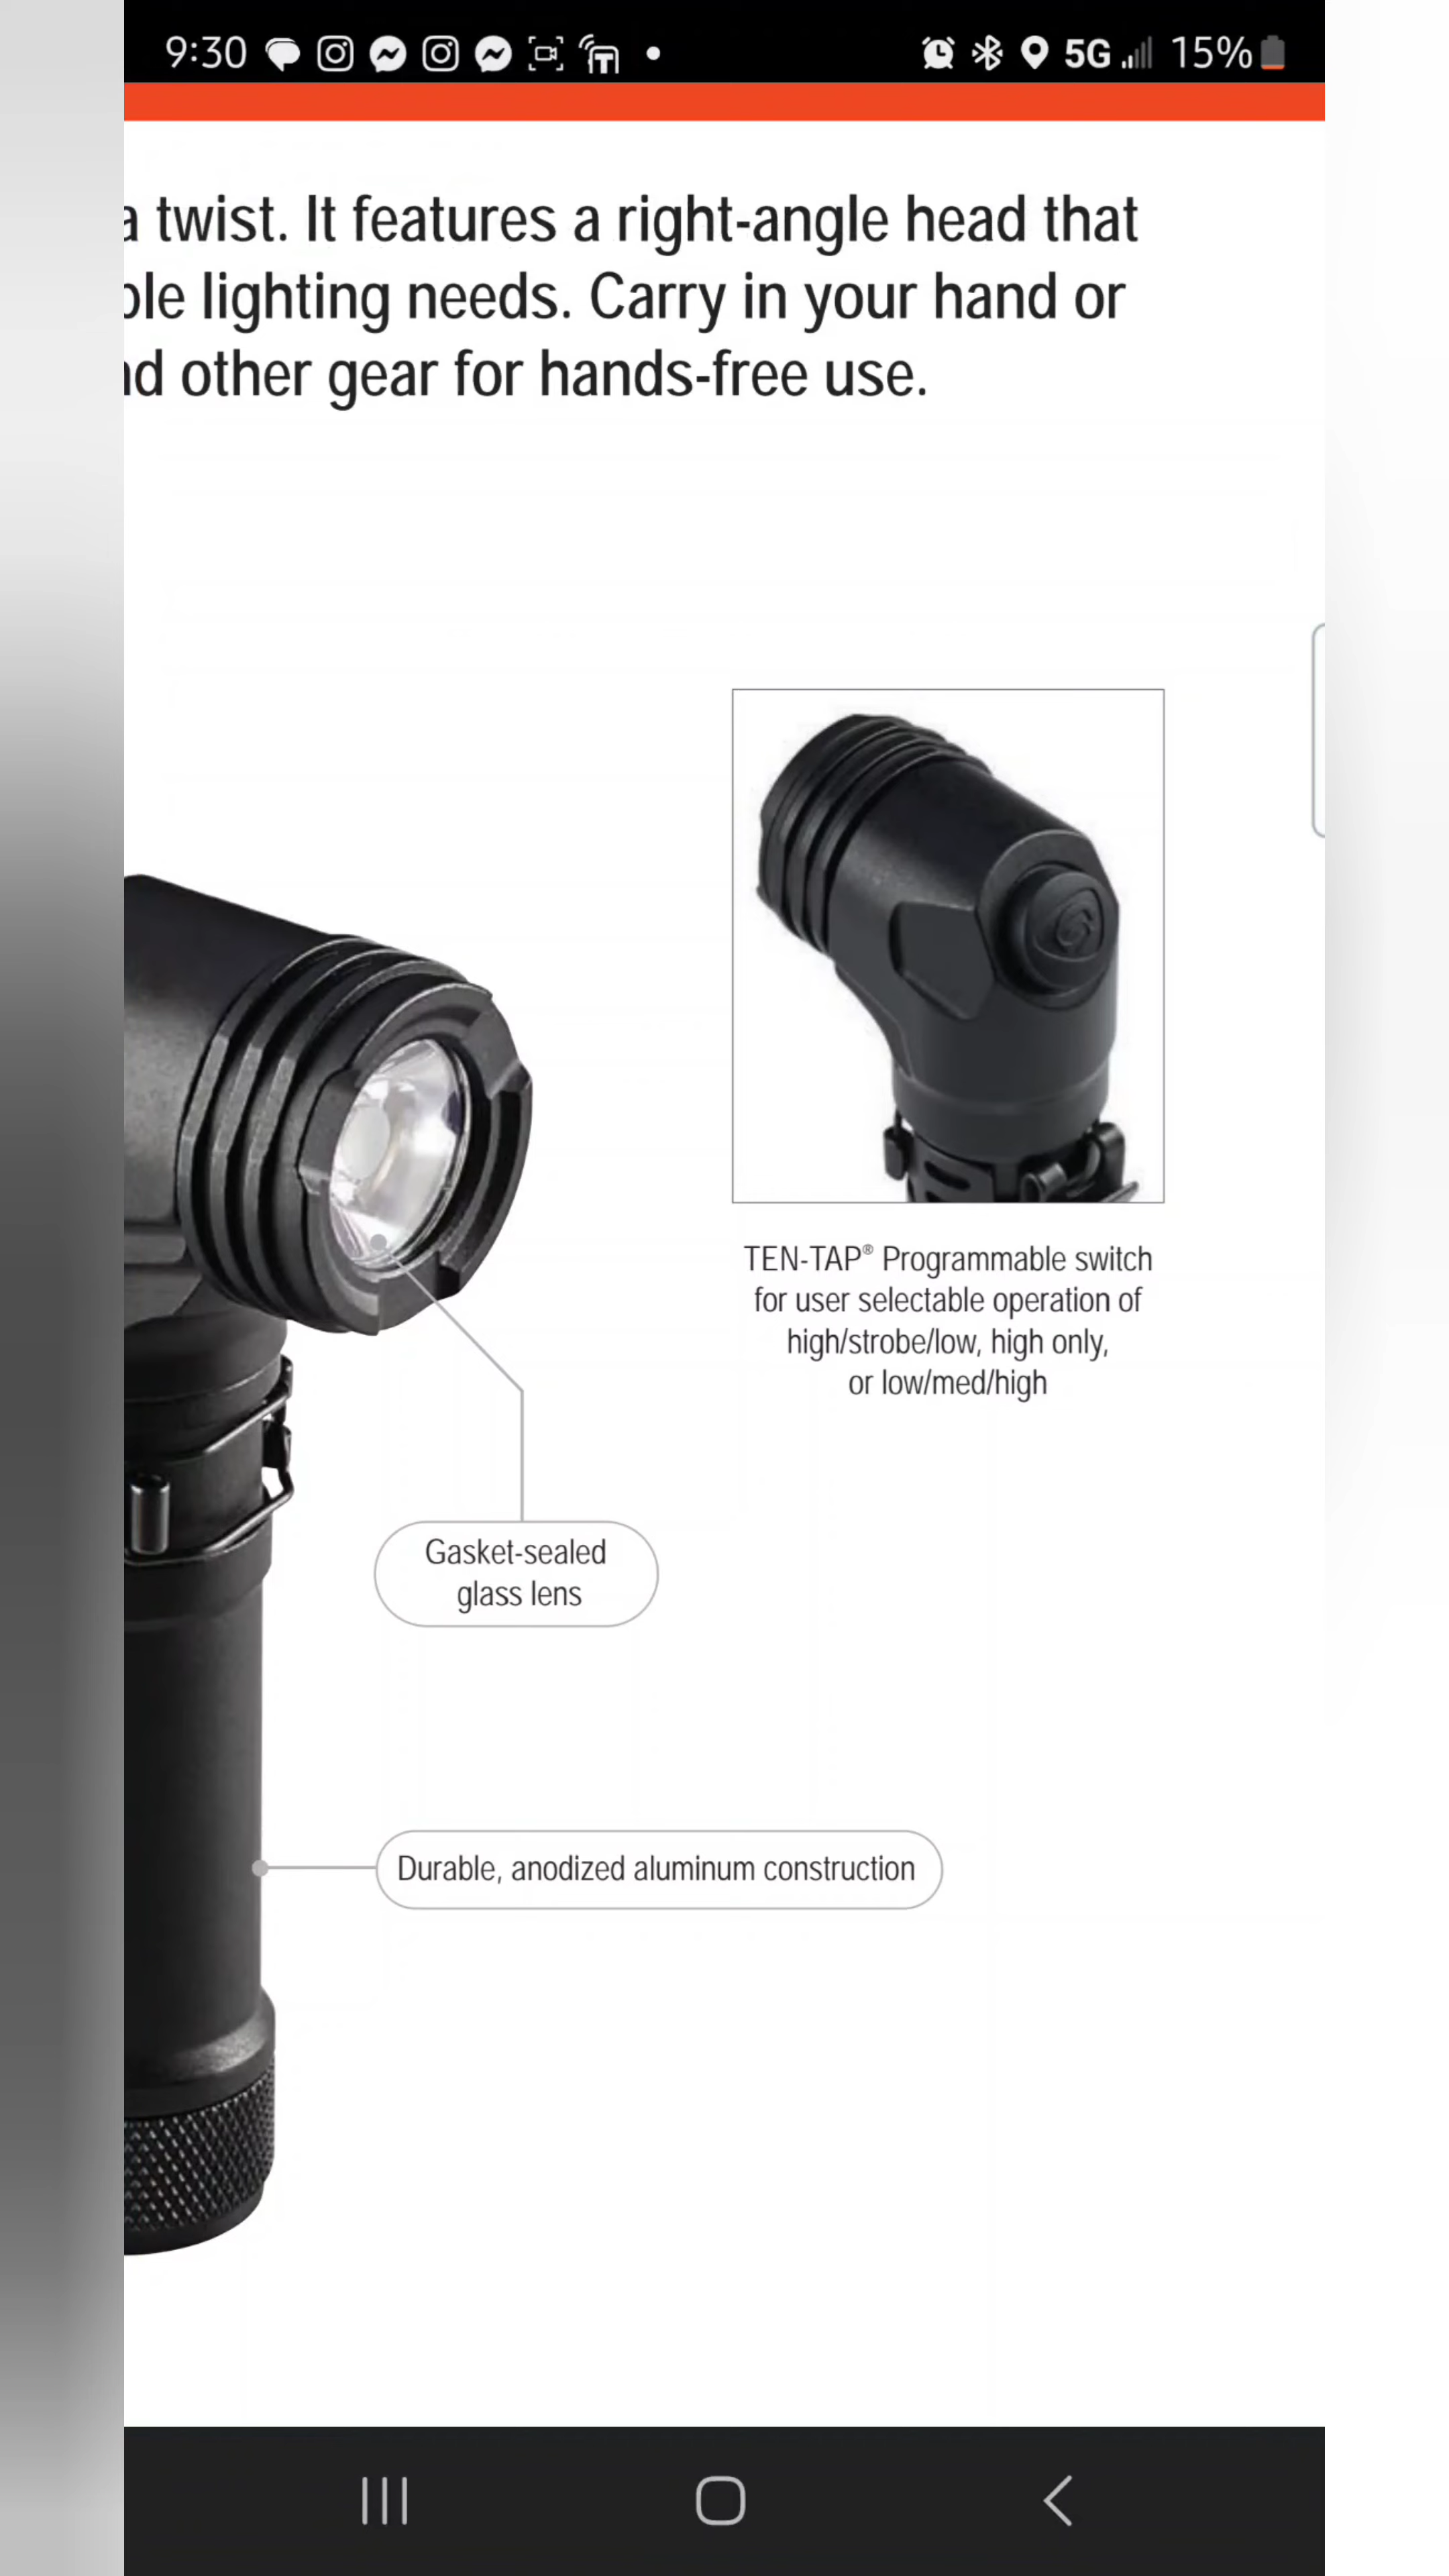 9:30 5G 15%
a twist. It features a right-angle head that
lighting needs. Carry in your hand or
other gear for hands-free use.
TEN-TAP® Programmable switch
for user selectable operation of
high/strobe/low, high only,
or low/med/high
Gasket-sealed
glass lens
Durable, anodized aluminum construction